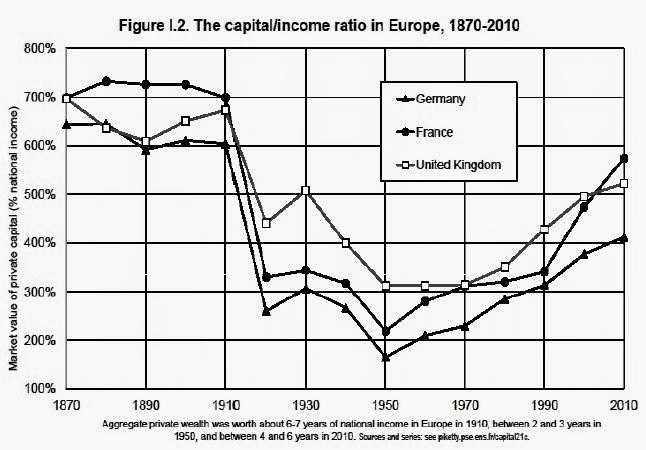 Figure I.2. The capital/income ratio in Europe, 1870-2010
Market value of private capital (% national income)
800%
700%
600%
500%
400%
300%
200%
100%
Germany
France
United Kingdom
1870 1890 1910 1930 1950 1970 1990 2010
Aggregate private wealth was worth about 6-7 years of national income in Europe in 1910, between 2 and 3 years in
1950, and between 4 and 6 years in 2010. Sources and series: see piketty.pse.ens.fr/capital21c.